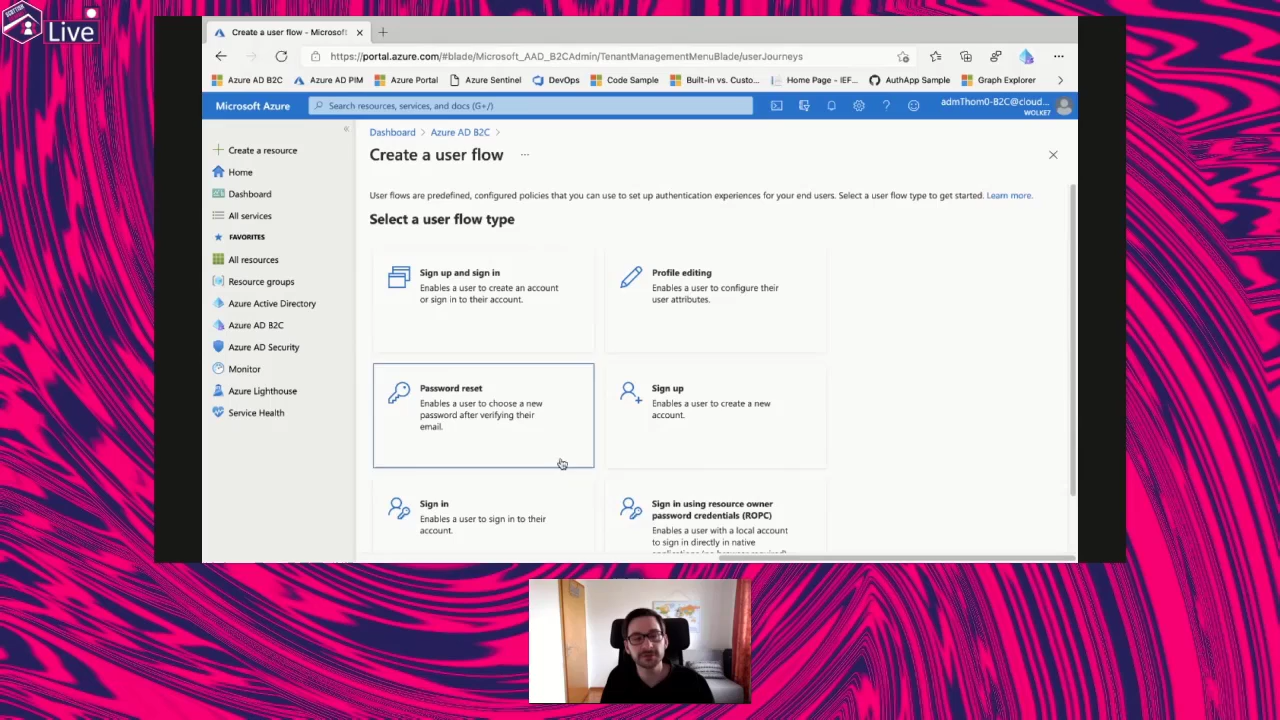 Live
Create a user flow - Microsoft
https://portal.azure.com/#blade/Microsoft_AAD_B2CAdmin/TenantManagementMenuBlade/userJourneys
Azure AD B2C
Azure AD PIM
Azure Portal
Azure Sentinel
DevOps
Code Sample
Built-in vs. Custo...
Home Page - IEF...
AuthApp Sample
Graph Explorer
Microsoft Azure
Search resources, services, and docs (G+/)
admThom0-B2C@cloud...
WOLKE7
Create a resource
Home
Dashboard
All services
FAVORITES
All resources
Resource groups
Azure Active Directory
Azure AD B2C
Azure AD Security
Monitor
Azure Lighthouse
Service Health
Dashboard > Azure AD B2C >
Create a user flow ...
User flows are predefined, configured policies that you can use to set up authentication experiences for your end users. Select a user flow type to get started. Learn more.
Select a user flow type
Sign up and sign in
Enables a user to create an account
or sign in to their account.
Profile editing
Enables a user to configure their
user attributes.
Password reset
Enables a user to choose a new
password after verifying their
email.
Sign up
Enables a user to create a new
account.
Sign in
Enables a user to sign in to their
account.
Sign in using resource owner
password credentials (ROPC)
Enables a user with a local account
to sign in directly in native
applications (no browser required)